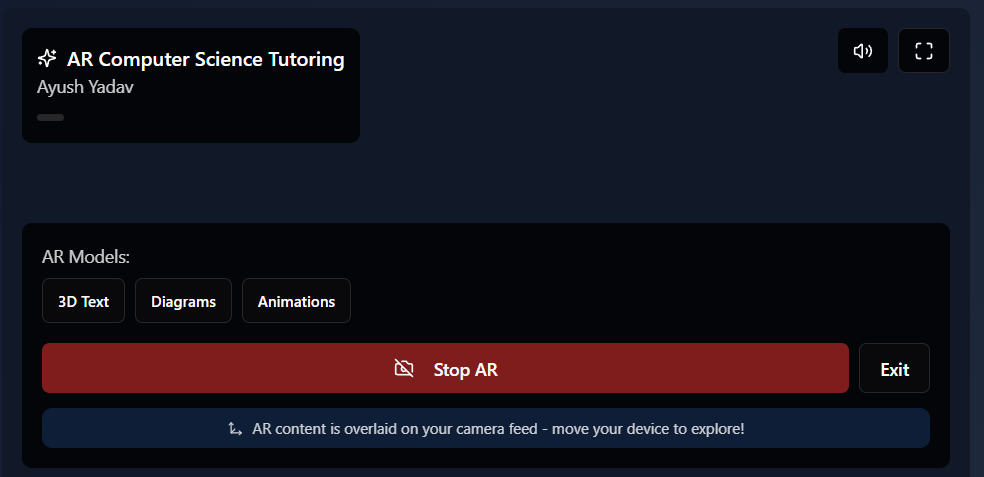 AR Computer Science Tutoring
Ayush Yadav
AR Models:
3D Text
Diagrams
Animations
Stop AR
Exit
AR content is overlaid on your camera feed - move your device to explore!